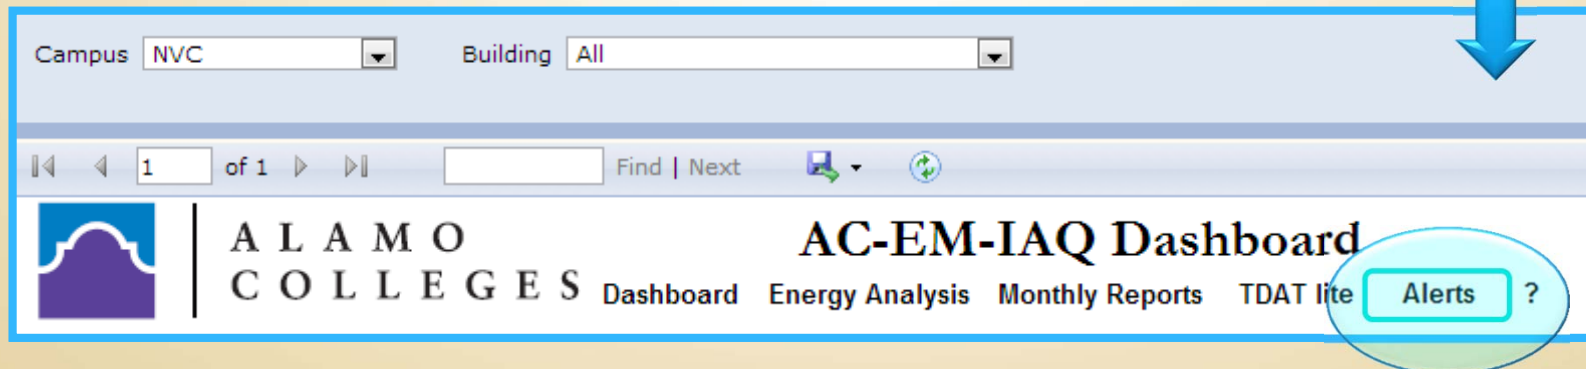 Campus NVC Building All
1 of 1 Find | Next
ALAMO AC-EM-IAQ Dashboard
COLLEGES Dashboard Energy Analysis Monthly Reports TDAT lite Alerts ?